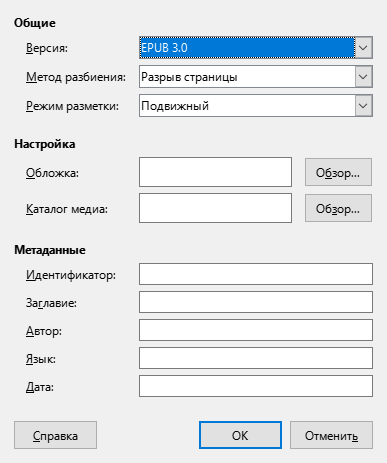 Общие
Версия: EPUB 3.0
Метод разбиения: Разрыв страницы
Режим разметки: Подвижный
Настройка
Обложка: Обзор...
Каталог медиа: Обзор...
Метаданные
Идентификатор:
Заглавие:
Автор:
Язык:
Дата:
Справка OK Отменить